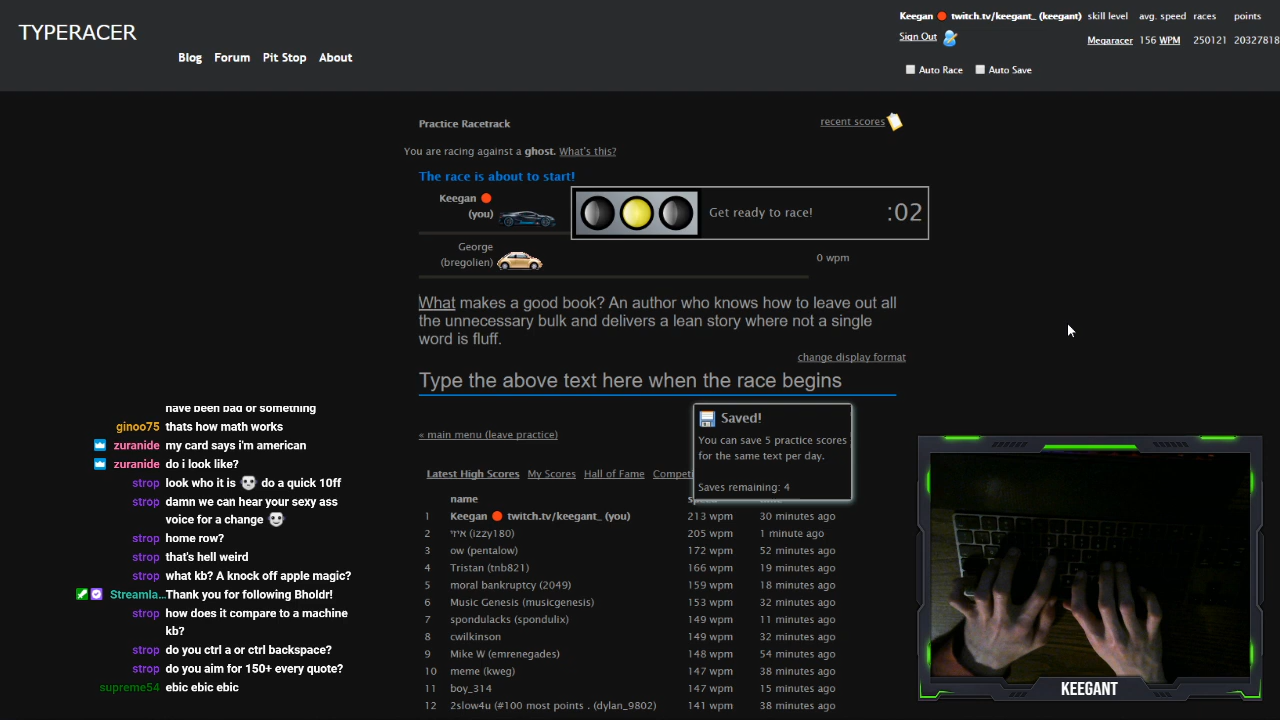 TYPERACER
Blog Forum Pit Stop About
Keegan twitch.tv/keegant_ (keegant) skill level avg. speed races points
Sign Out Megaracer 156 WPM 250121 20327818
Auto Race Auto Save
Practice Racetrack
recent scores
You are racing against a ghost. What's this?
The race is about to start!
Keegan
(you)
Get ready to race! :02
George
(bregolien)
0 wpm
What makes a good book? An author who knows how to leave out all
the unnecessary bulk and delivers a lean story where not a single
word is fluff.
change display format
Type the above text here when the race begins
Saved!
You can save 5 practice scores
for the same text per day.
Saves remaining: 4
« main menu (leave practice)
Latest High Scores My Scores Hall of Fame
name
1 Keegan twitch.tv/keegant_ (you) 213 wpm 30 minutes ago
2 איזי (izzy180) 205 wpm 1 minute ago
3 ow (pentalow) 172 wpm 52 minutes ago
4 Tristan (tnb821) 166 wpm 19 minutes ago
5 moral bankruptcy (2049) 159 wpm 18 minutes ago
6 Music Genesis (musicgenesis) 153 wpm 32 minutes ago
7 spondulacks (spondulix) 149 wpm 11 minutes ago
8 cwilkinson 149 wpm 32 minutes ago
9 Mike W (emrenegades) 148 wpm 54 minutes ago
10 meme (kweg) 147 wpm 38 minutes ago
11 boy_314 147 wpm 15 minutes ago
12 2slow4u (#100 most points . (dylan_9802) 141 wpm 38 minutes ago
have been bad or something
ginoo75 thats how math works
zuranide my card says i'm american
zuranide do i look like?
strop look who it is do a quick 10ff
strop damn we can hear your sexy ass
voice for a change
strop home row?
strop that's hell weird
strop what kb? A knock off apple magic?
Streamla... Thank you for following Bholdr!
strop how does it compare to a machine
kb?
strop do you ctrl a or ctrl backspace?
strop do you aim for 150+ every quote?
supreme54 ebic ebic ebic
KEEGANT